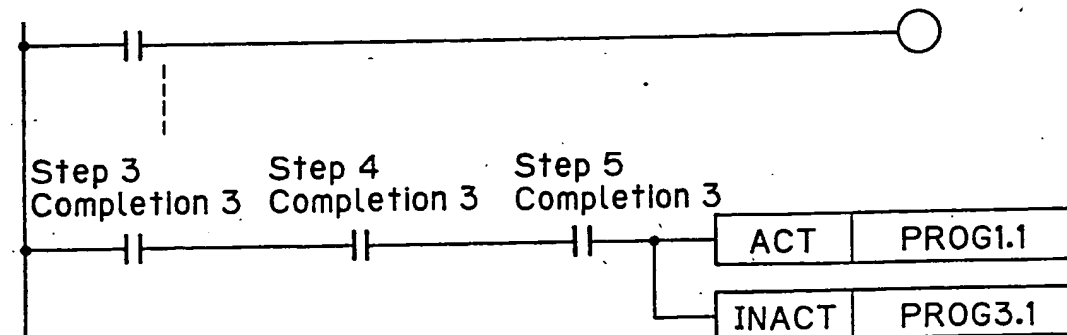 Step 3 Step 4 Step 5
Completion 3 Completion 3 Completion 3
ACT PROG1.1
INACT PROG3.1